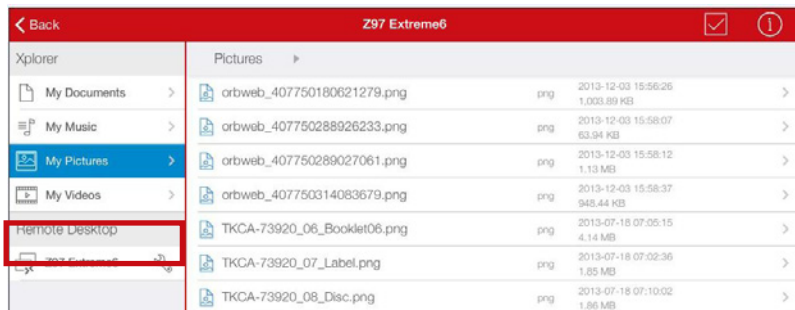 Back
Z97 Extreme6
Xplorer
Pictures
My Documents
My Music
My Pictures
My Videos
Remote Desktop
Z97 Extreme6
orbweb_407750180621279.png png 2013-12-03 15:56:26
1,003.89 KB
orbweb_407750288926233.png png 2013-12-03 15:58:07
63.94 KB
orbweb_407750289027061.png png 2013-12-03 15:58:12
1.13 MB
orbweb_407750314083679.png png 2013-12-03 15:58:37
948.44 KB
TKCA-73920_06_Booklet06.png png 2013-07-18 07:05:15
4.14 MB
TKCA-73920_07_Label.png png 2013-07-18 07:02:36
1.85 MB
TKCA-73920_08_Disc.png png 2013-07-18 07:10:02
1.86 MB